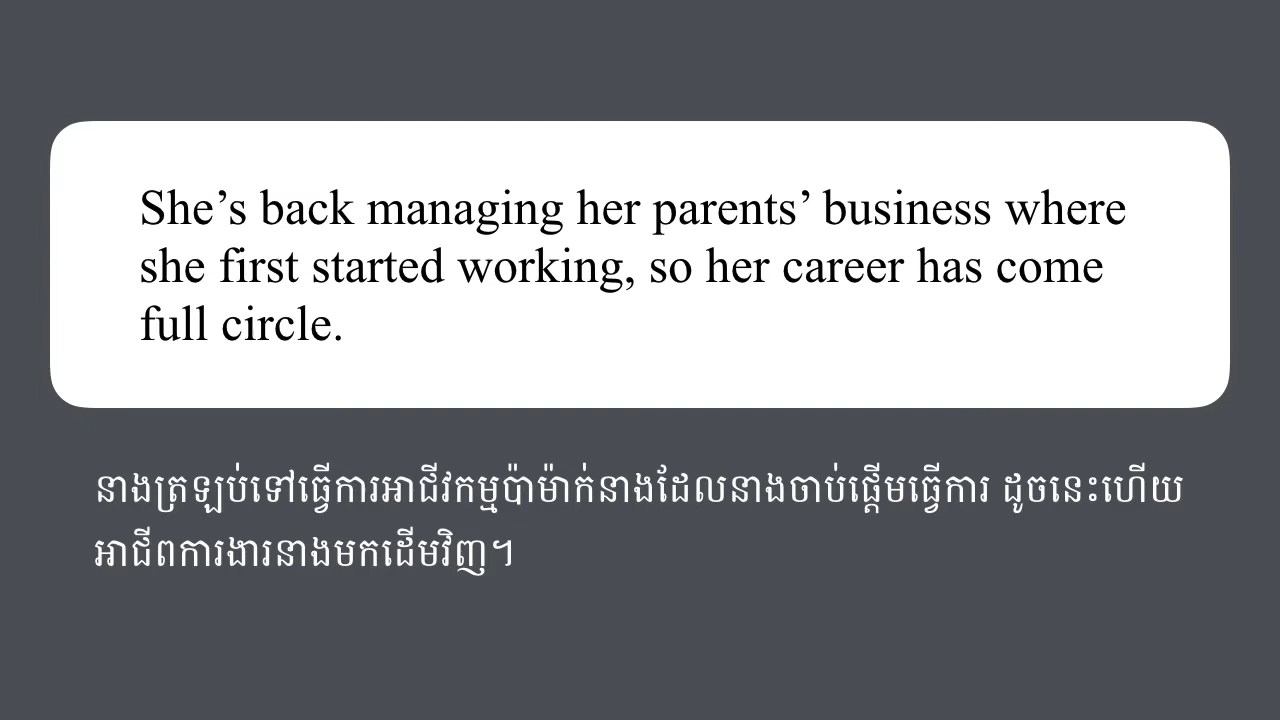 She’s back managing her parents’ business where
she first started working, so her career has come
full circle.
នាងត្រឡប់ទៅធ្វើការអាជីវកម្មប៉ាម៉ាក់នាងដែលនាងចាប់ផ្តើមធ្វើការ ដូចនេះហើយ
អាជីពការងារនាងមកដើមវិញ។